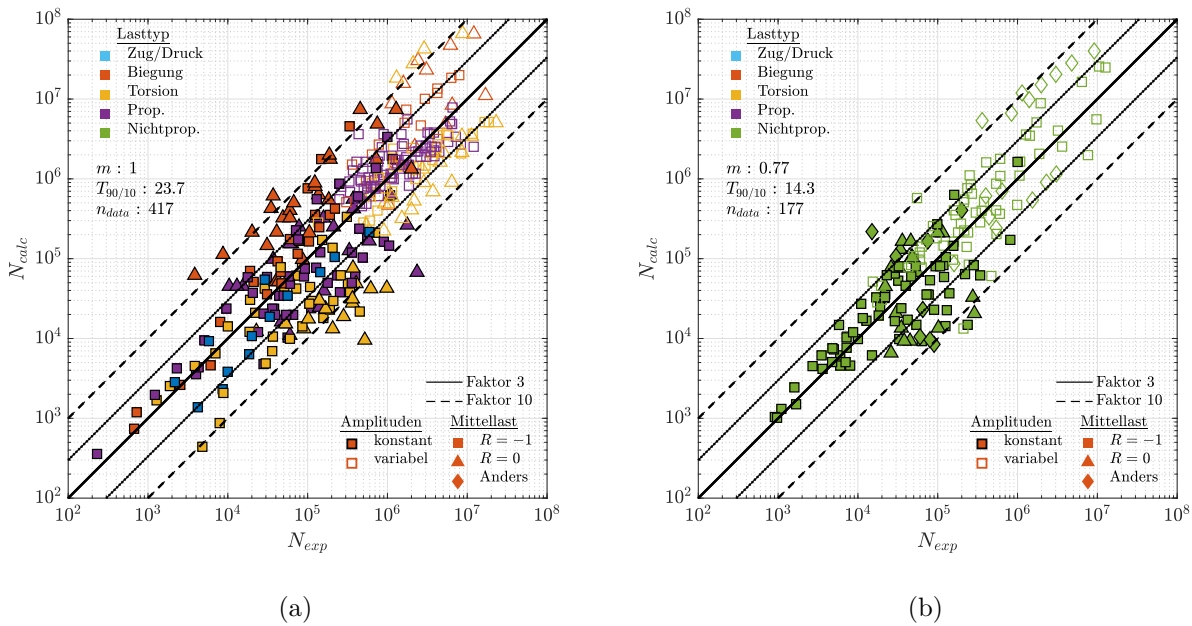 10^8
10^7
10^6
10^5
10^4
10^3
10^2
N_calc
Lasttyp
Zug/Druck
Biegung
Torsion
Prop.
Nichtprop.
m : 1
T_90/10 : 23.7
n_data : 417
Faktor 3
Faktor 10
Amplituden
konstant
variabel
Mittellast
R = −1
R = 0
Anders
10^2 10^3 10^4 10^5 10^6 10^7 10^8
N_exp
(a)
10^8
10^7
10^6
10^5
10^4
10^3
10^2
N_calc
Lasttyp
Zug/Druck
Biegung
Torsion
Prop.
Nichtprop.
m : 0.77
T_90/10 : 14.3
n_data : 177
Faktor 3
Faktor 10
Amplituden
konstant
variabel
Mittellast
R = −1
R = 0
Anders
10^2 10^3 10^4 10^5 10^6 10^7 10^8
N_exp
(b)